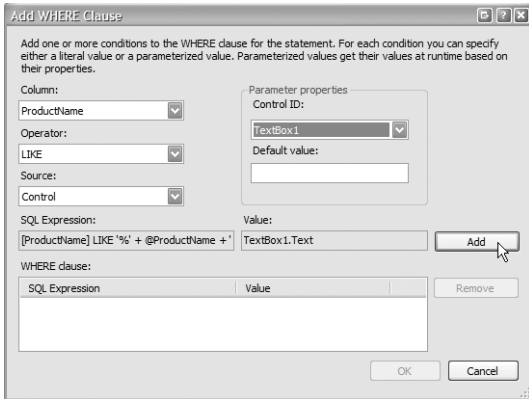 Add WHERE Clause
Add one or more conditions to the WHERE clause for the statement. For each condition you can specify
either a literal value or a parameterized value. Parameterized values get their values at runtime based on
their properties.
Column:
ProductName
Operator:
LIKE
Source:
Control
Parameter properties
Control ID:
TextBox1
Default value:
SQL Expression:
[ProductName] LIKE '%' + @ProductName + '
Value:
TextBox1.Text
Add
WHERE clause:
SQL Expression Value
Remove
OK Cancel